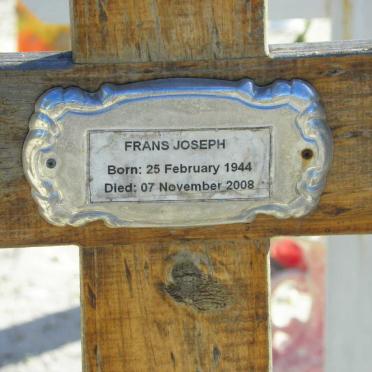 FRANS JOSEPH
Born: 25 February 1944
Died: 07 November 2008